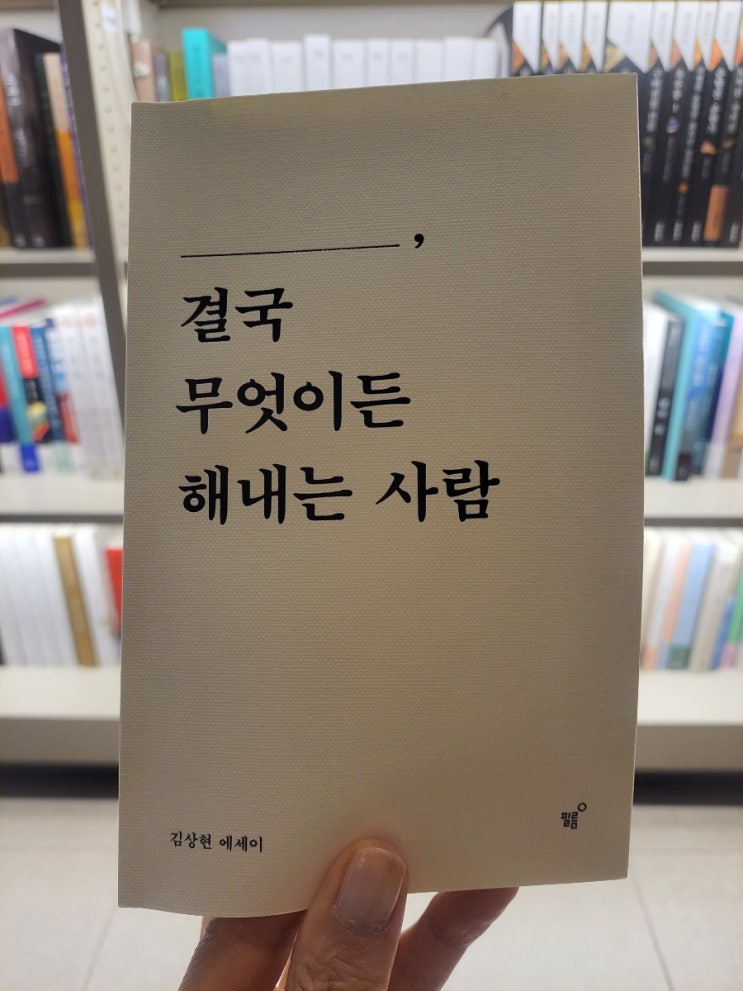 ______,
결국
무엇이든
해내는 사람
김상현 에세이
필름